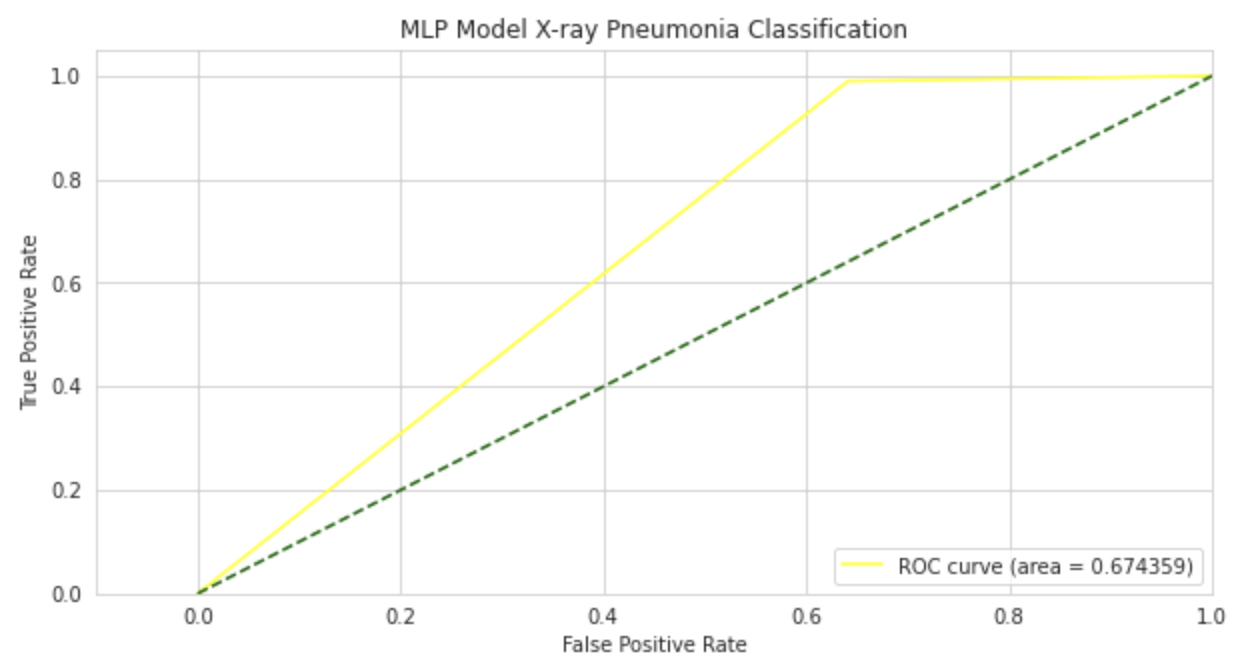 MLP Model X-ray Pneumonia Classification
True Positive Rate
1.0
0.8
0.6
0.4
0.2
0.0
0.0 0.2 0.4 0.6 0.8 1.0
False Positive Rate
ROC curve (area = 0.674359)